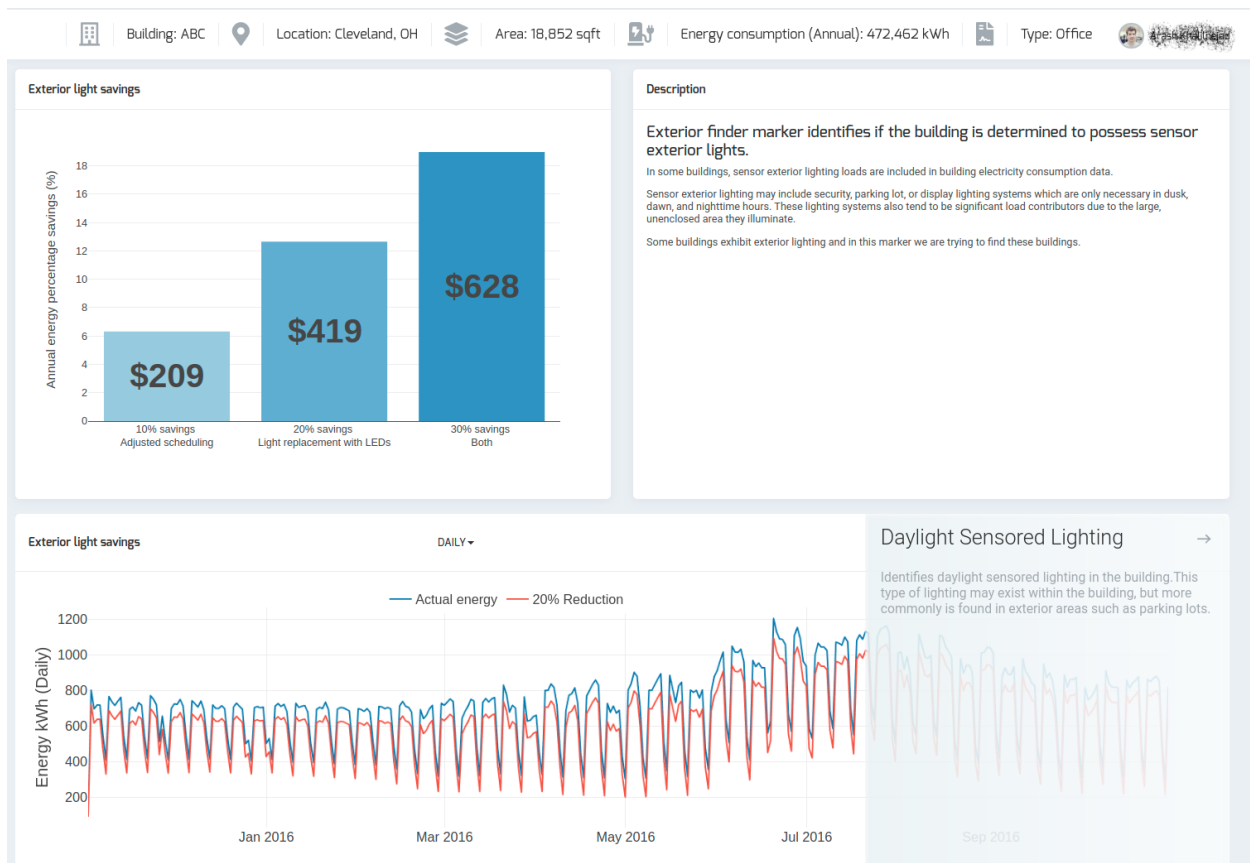 Building: ABC
Location: Cleveland, OH
Area: 18,852 sqft
Energy consumption (Annual): 472,462 kWh
Type: Office
Exterior light savings
Annual energy percentage savings (%)
18
16
14
12
10
8
6
4
2
0
$209
$419
$628
10% savings
Adjusted scheduling
20% savings
Light replacement with LEDs
30% savings
Both
Description
Exterior finder marker identifies if the building is determined to possess sensor
exterior lights.
In some buildings, sensor exterior lighting loads are included in building electricity consumption data.
Sensor exterior lighting may include security, parking lot, or display lighting systems which are only necessary in dusk,
dawn, and nighttime hours. These lighting systems also tend to be significant load contributors due to the large,
unenclosed area they illuminate.
Some buildings exhibit exterior lighting and in this marker we are trying to find these buildings.
Exterior light savings
DAILY
Actual energy
20% Reduction
Energy kWh (Daily)
1200
1000
800
600
400
200
Jan 2016
Mar 2016
May 2016
Jul 2016
Sep 2016
Daylight Sensored Lighting
Identifies daylight sensored lighting in the building.This
type of lighting may exist within the building, but more
commonly is found in exterior areas such as parking lots.